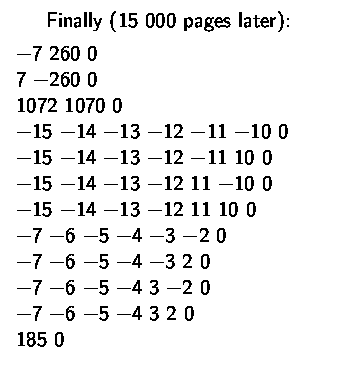 Finally (15 000 pages later):
−7 260 0
7 −260 0
1072 1070 0
−15 −14 −13 −12 −11 −10 0
−15 −14 −13 −12 −11 10 0
−15 −14 −13 −12 11 −10 0
−15 −14 −13 −12 11 10 0
−7 −6 −5 −4 −3 −2 0
−7 −6 −5 −4 −3 2 0
−7 −6 −5 −4 3 −2 0
−7 −6 −5 −4 3 2 0
185 0